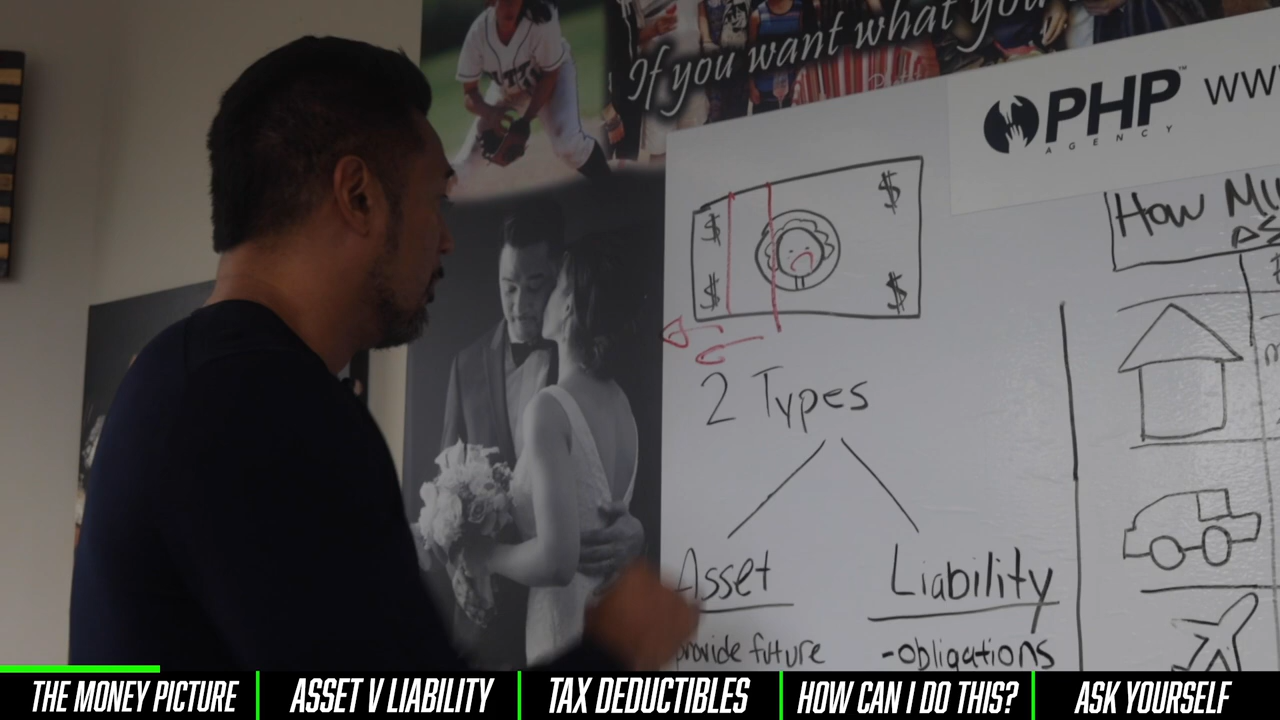 If you want what you
PHP
AGENCY
WWW
$ $
$ $
How Mu
2 Types
Asset Liability
provide future -obligations
THE MONEY PICTURE
ASSET V LIABILITY
TAX DEDUCTIBLES
HOW CAN I DO THIS?
ASK YOURSELF